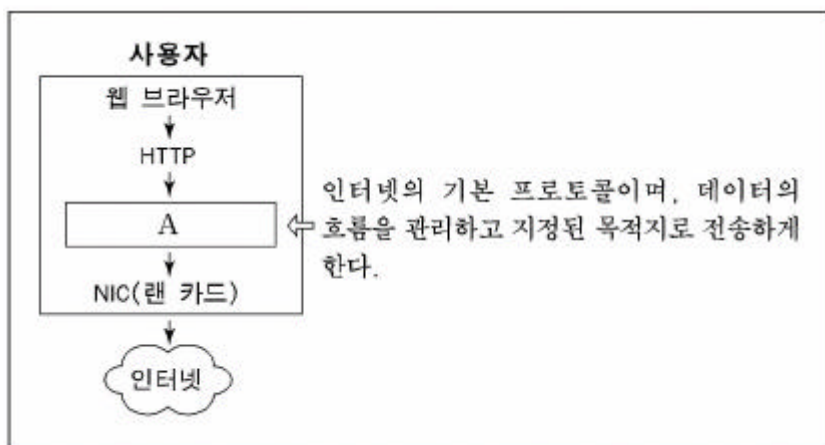 사용자
웹 브라우저
HTTP
A
인터넷의 기본 프로토콜이며, 데이터의
흐름을 관리하고 지정된 목적지로 전송하게
한다.
NIC(랜 카드)
인터넷